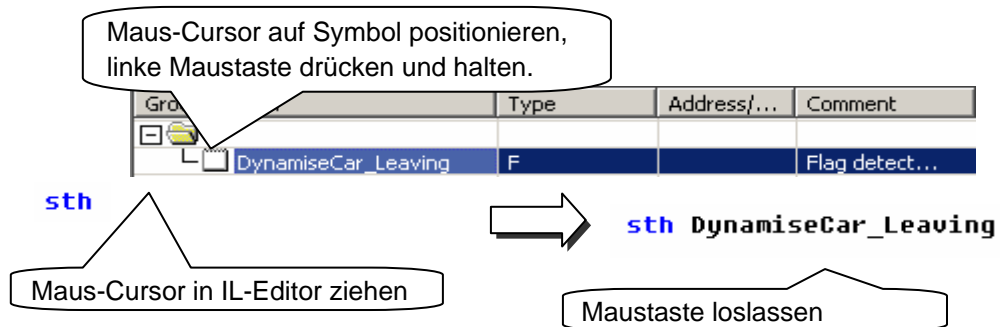 Maus-Cursor auf Symbol positionieren,
linke Maustaste drücken und halten.
Type Address/... Comment
DynamiseCar_Leaving F Flag detect...
sth
sth DynamiseCar_Leaving
Maus-Cursor in IL-Editor ziehen
Maustaste loslassen